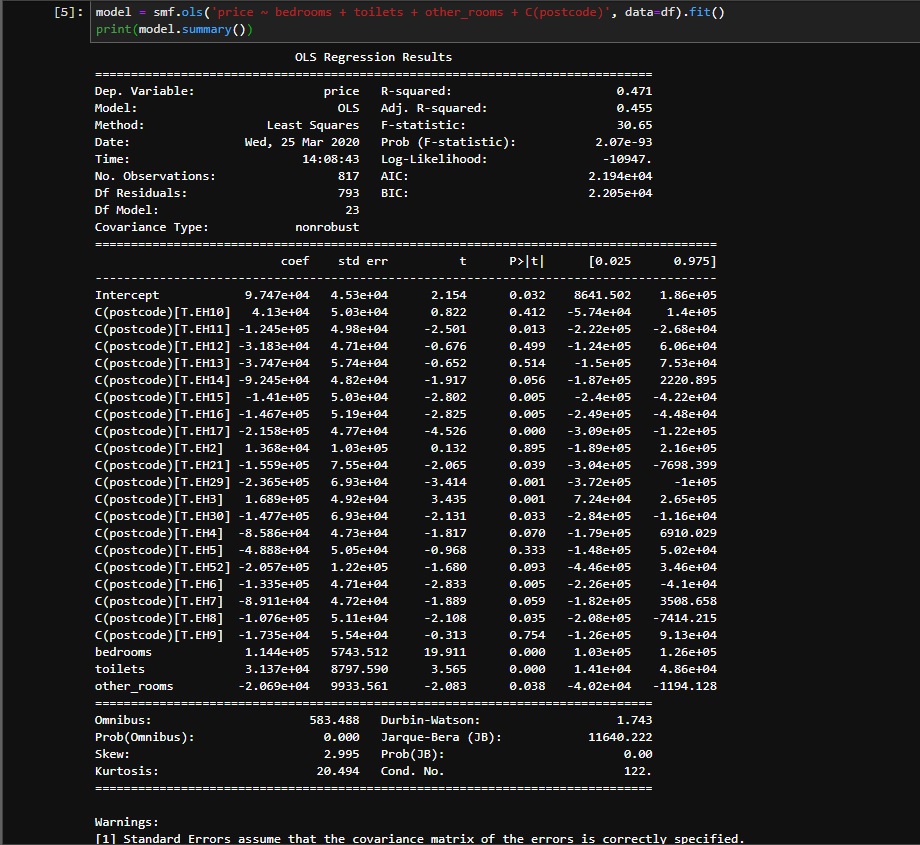 [5]: model = smf.ols('price ~ bedrooms + toilets + other_rooms + C(postcode)', data=df).fit()
print(model.summary())
OLS Regression Results
==============================================================================
Dep. Variable: price R-squared: 0.471
Model: OLS Adj. R-squared: 0.455
Method: Least Squares F-statistic: 30.65
Date: Wed, 25 Mar 2020 Prob (F-statistic): 2.07e-93
Time: 14:08:43 Log-Likelihood: -10947.
No. Observations: 817 AIC: 2.194e+04
Df Residuals: 793 BIC: 2.205e+04
Df Model: 23
Covariance Type: nonrobust
=======================================================================================
coef std err t P>|t| [0.025 0.975]
---------------------------------------------------------------------------------------
Intercept 9.747e+04 4.53e+04 2.154 0.032 8641.502 1.86e+05
C(postcode)[T.EH10] 4.13e+04 5.03e+04 0.822 0.412 -5.74e+04 1.4e+05
C(postcode)[T.EH11] -1.245e+05 4.98e+04 -2.501 0.013 -2.22e+05 -2.68e+04
C(postcode)[T.EH12] -3.183e+04 4.71e+04 -0.676 0.499 -1.24e+05 6.06e+04
C(postcode)[T.EH13] -3.747e+04 5.74e+04 -0.652 0.514 -1.5e+05 7.53e+04
C(postcode)[T.EH14] -9.245e+04 4.82e+04 -1.917 0.056 -1.87e+05 2220.895
C(postcode)[T.EH15] -1.41e+05 5.03e+04 -2.802 0.005 -2.4e+05 -4.22e+04
C(postcode)[T.EH16] -1.467e+05 5.19e+04 -2.825 0.005 -2.49e+05 -4.48e+04
C(postcode)[T.EH17] -2.158e+05 4.77e+04 -4.526 0.000 -3.09e+05 -1.22e+05
C(postcode)[T.EH2] 1.368e+04 1.03e+05 0.132 0.895 -1.89e+05 2.16e+05
C(postcode)[T.EH21] -1.559e+05 7.55e+04 -2.065 0.039 -3.04e+05 -7698.399
C(postcode)[T.EH29] -2.365e+05 6.93e+04 -3.414 0.001 -3.72e+05 -1e+05
C(postcode)[T.EH3] 1.689e+05 4.92e+04 3.435 0.001 7.24e+04 2.65e+05
C(postcode)[T.EH30] -1.477e+05 6.93e+04 -2.131 0.033 -2.84e+05 -1.16e+04
C(postcode)[T.EH4] -8.586e+04 4.73e+04 -1.817 0.070 -1.79e+05 6910.029
C(postcode)[T.EH5] -4.888e+04 5.05e+04 -0.968 0.333 -1.48e+05 5.02e+04
C(postcode)[T.EH52] -2.057e+05 1.22e+05 -1.680 0.093 -4.46e+05 3.46e+04
C(postcode)[T.EH6] -1.335e+05 4.71e+04 -2.833 0.005 -2.26e+05 -4.1e+04
C(postcode)[T.EH7] -8.911e+04 4.72e+04 -1.889 0.059 -1.82e+05 3508.658
C(postcode)[T.EH8] -1.076e+05 5.11e+04 -2.108 0.035 -2.08e+05 -7414.215
C(postcode)[T.EH9] -1.735e+04 5.54e+04 -0.313 0.754 -1.26e+05 9.13e+04
bedrooms 1.144e+05 5743.512 19.911 0.000 1.03e+05 1.26e+05
toilets 3.137e+04 8797.590 3.565 0.000 1.41e+04 4.86e+04
other_rooms -2.069e+04 9933.561 -2.083 0.038 -4.02e+04 -1194.128
==============================================================================
Omnibus: 583.488 Durbin-Watson: 1.743
Prob(Omnibus): 0.000 Jarque-Bera (JB): 11640.222
Skew: 2.995 Prob(JB): 0.00
Kurtosis: 20.494 Cond. No. 122.
==============================================================================
Warnings:
[1] Standard Errors assume that the covariance matrix of the errors is correctly specified.